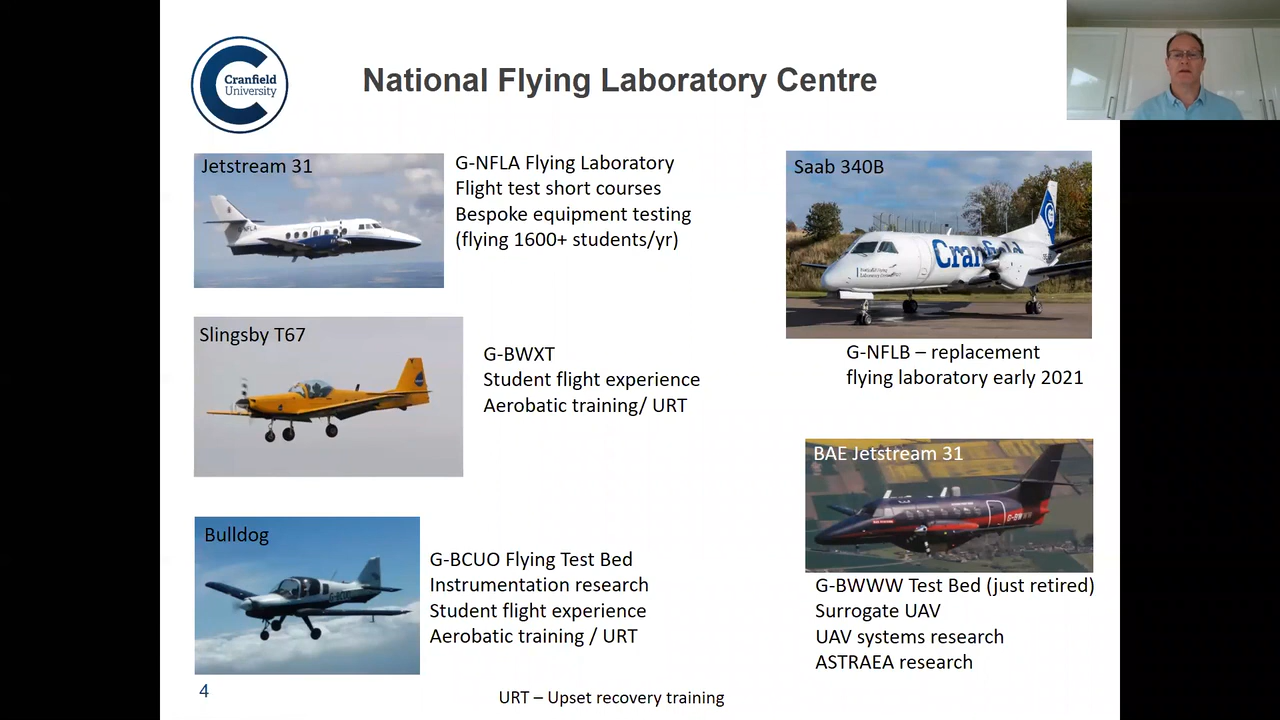 Cranfield
University
National Flying Laboratory Centre
Jetstream 31
G-NFLA Flying Laboratory
Flight test short courses
Bespoke equipment testing
(flying 1600+ students/yr)
Saab 340B
Cranfield
G-NFLB – replacement
flying laboratory early 2021
Slingsby T67
G-BWXT
Student flight experience
Aerobatic training/ URT
BAE Jetstream 31
G-BWWW Test Bed (just retired)
Surrogate UAV
UAV systems research
ASTRAEA research
Bulldog
G-BCUO Flying Test Bed
Instrumentation research
Student flight experience
Aerobatic training / URT
4
URT – Upset recovery training